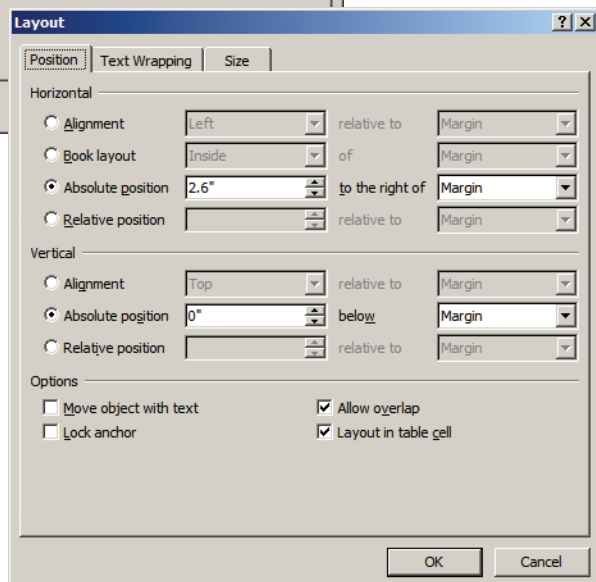 Layout
Position Text Wrapping Size
Horizontal
Alignment Left relative to Margin
Book layout Inside of Margin
Absolute position 2.6" to the right of Margin
Relative position relative to Margin
Vertical
Alignment Top relative to Margin
Absolute position 0" below Margin
Relative position relative to Margin
Options
Move object with text Allow overlap
Lock anchor Layout in table cell
OK Cancel